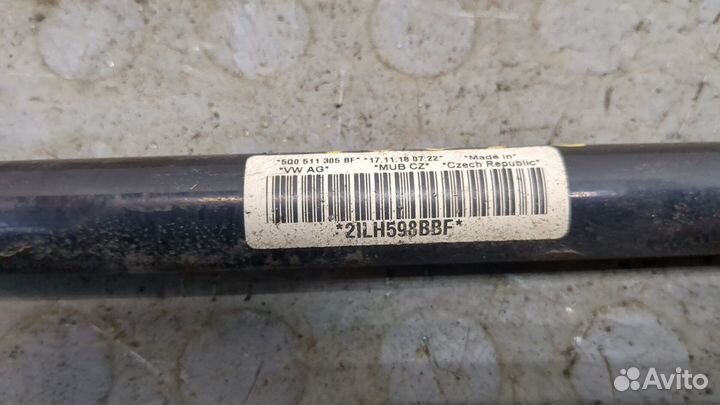 *5Q0 511 305 BF* *17.11.18 07:22* *Made in*
*VW AG* *MUB CZ* *Czech Republic*
*21LH598BBF*
Avito